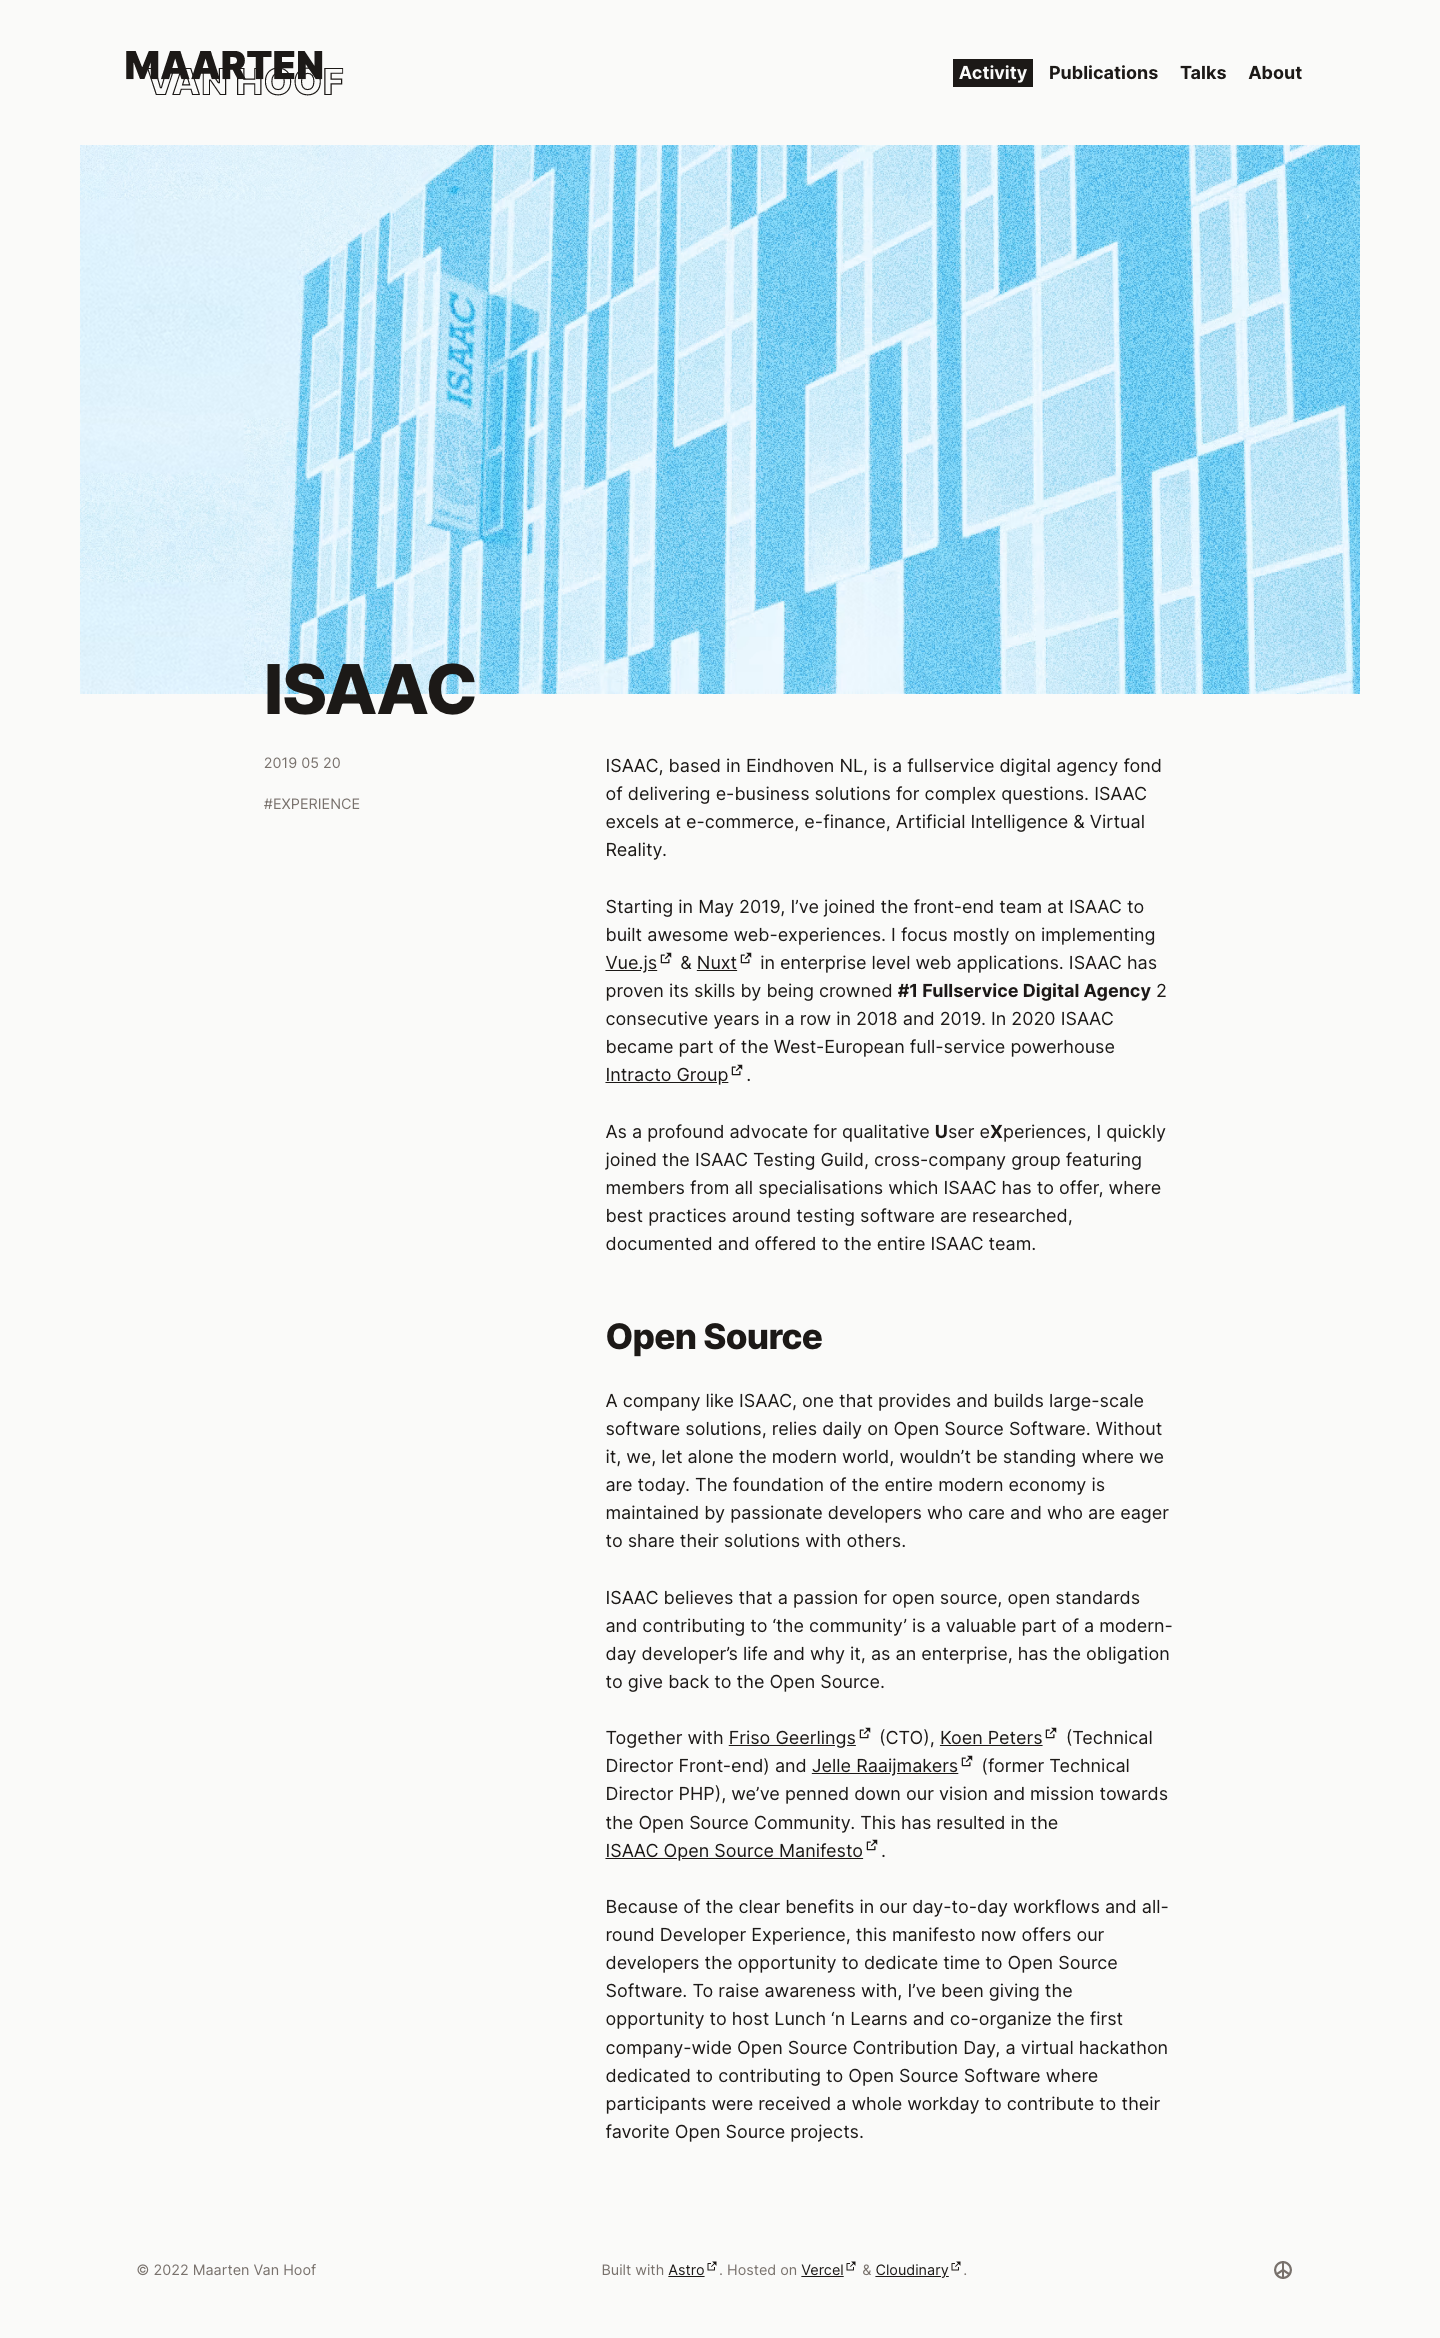 MAARTEN
VAN HOOF
Activity Publications Talks About
ISAAC
ISAAC
2019 05 20
#EXPERIENCE
ISAAC, based in Eindhoven NL, is a fullservice digital agency fond
of delivering e-business solutions for complex questions. ISAAC
excels at e-commerce, e-finance, Artificial Intelligence & Virtual
Reality.
Starting in May 2019, I’ve joined the front-end team at ISAAC to
built awesome web-experiences. I focus mostly on implementing
Vue.js & Nuxt in enterprise level web applications. ISAAC has
proven its skills by being crowned #1 Fullservice Digital Agency 2
consecutive years in a row in 2018 and 2019. In 2020 ISAAC
became part of the West-European full-service powerhouse
Intracto Group.
As a profound advocate for qualitative User eXperiences, I quickly
joined the ISAAC Testing Guild, cross-company group featuring
members from all specialisations which ISAAC has to offer, where
best practices around testing software are researched,
documented and offered to the entire ISAAC team.
Open Source
A company like ISAAC, one that provides and builds large-scale
software solutions, relies daily on Open Source Software. Without
it, we, let alone the modern world, wouldn’t be standing where we
are today. The foundation of the entire modern economy is
maintained by passionate developers who care and who are eager
to share their solutions with others.
ISAAC believes that a passion for open source, open standards
and contributing to ‘the community’ is a valuable part of a modern-
day developer’s life and why it, as an enterprise, has the obligation
to give back to the Open Source.
Together with Friso Geerlings (CTO), Koen Peters (Technical
Director Front-end) and Jelle Raaijmakers (former Technical
Director PHP), we’ve penned down our vision and mission towards
the Open Source Community. This has resulted in the
ISAAC Open Source Manifesto.
Because of the clear benefits in our day-to-day workflows and all-
round Developer Experience, this manifesto now offers our
developers the opportunity to dedicate time to Open Source
Software. To raise awareness with, I’ve been giving the
opportunity to host Lunch ‘n Learns and co-organize the first
company-wide Open Source Contribution Day, a virtual hackathon
dedicated to contributing to Open Source Software where
participants were received a whole workday to contribute to their
favorite Open Source projects.
© 2022 Maarten Van Hoof
Built with Astro. Hosted on Vercel & Cloudinary.